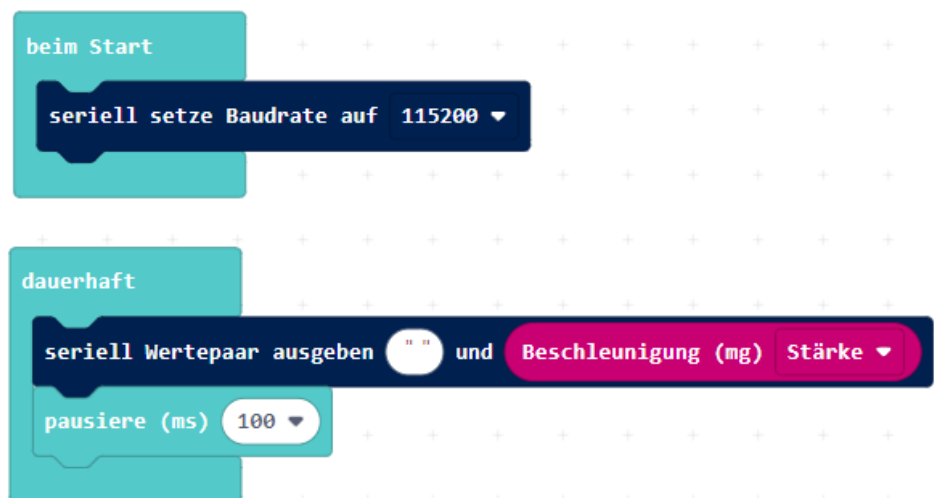 beim Start
seriell setze Baudrate auf 115200
dauerhaft
seriell Wertepaar ausgeben " " und Beschleunigung (mg) Stärke
pausiere (ms) 100